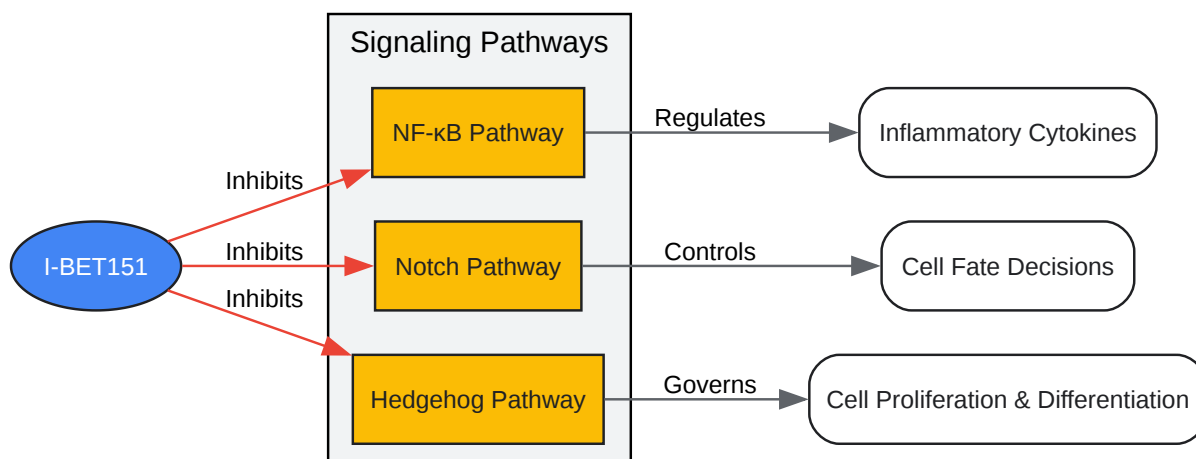 Signaling Pathways
NF-κB Pathway
Regulates
Inflammatory Cytokines
Inhibits
I-BET151
Inhibits
Notch Pathway
Controls
Cell Fate Decisions
Inhibits
Hedgehog Pathway
Governs
Cell Proliferation & Differentiation